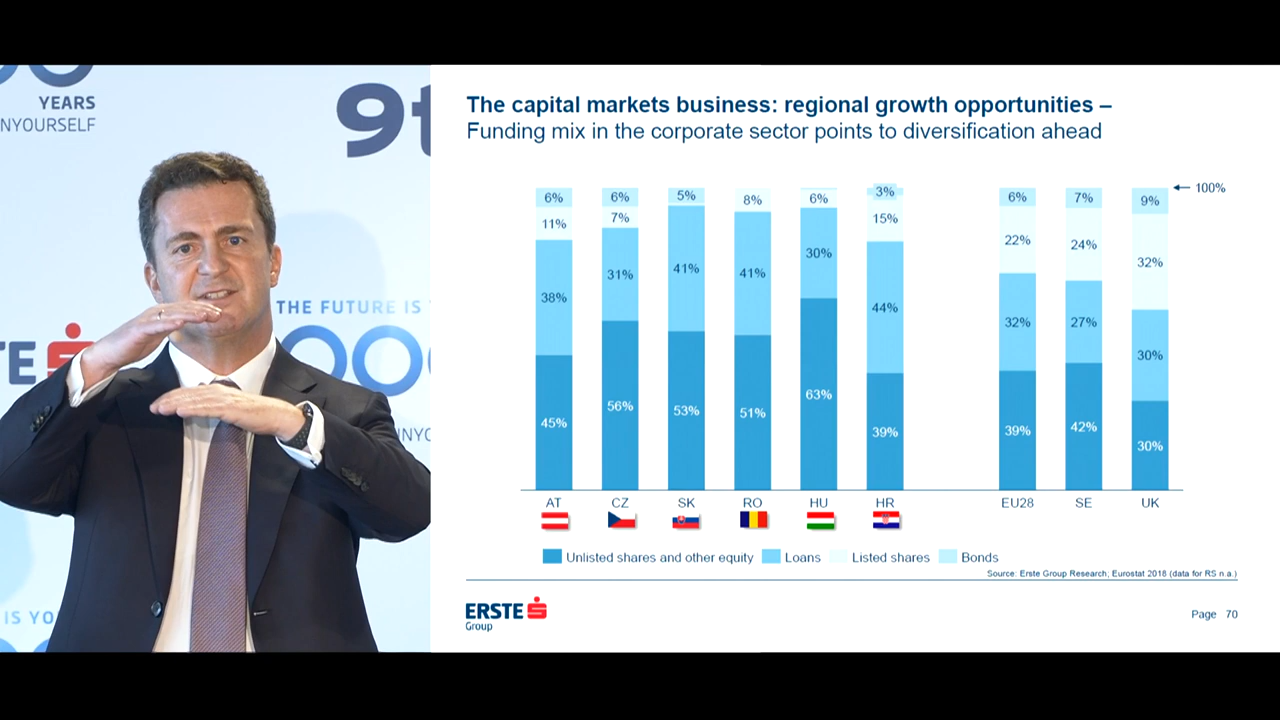 YEARS
NYOURSELF
9t
THE FUTURE IS
IS YO
The capital markets business: regional growth opportunities –
Funding mix in the corporate sector points to diversification ahead
6% 6% 5% 8% 6% 3% 6% 7% 9%
11% 7% 15% 22% 24% 32%
38% 31% 41% 41% 30% 44% 32% 27% 30%
45% 56% 53% 51% 63% 39% 39% 42% 30%
100%
AT CZ SK RO HU HR EU28 SE UK
Unlisted shares and other equity Loans Listed shares Bonds
Source: Erste Group Research, Eurostat 2018 (data for RS n.a.)
ERSTE
Group
Page 70